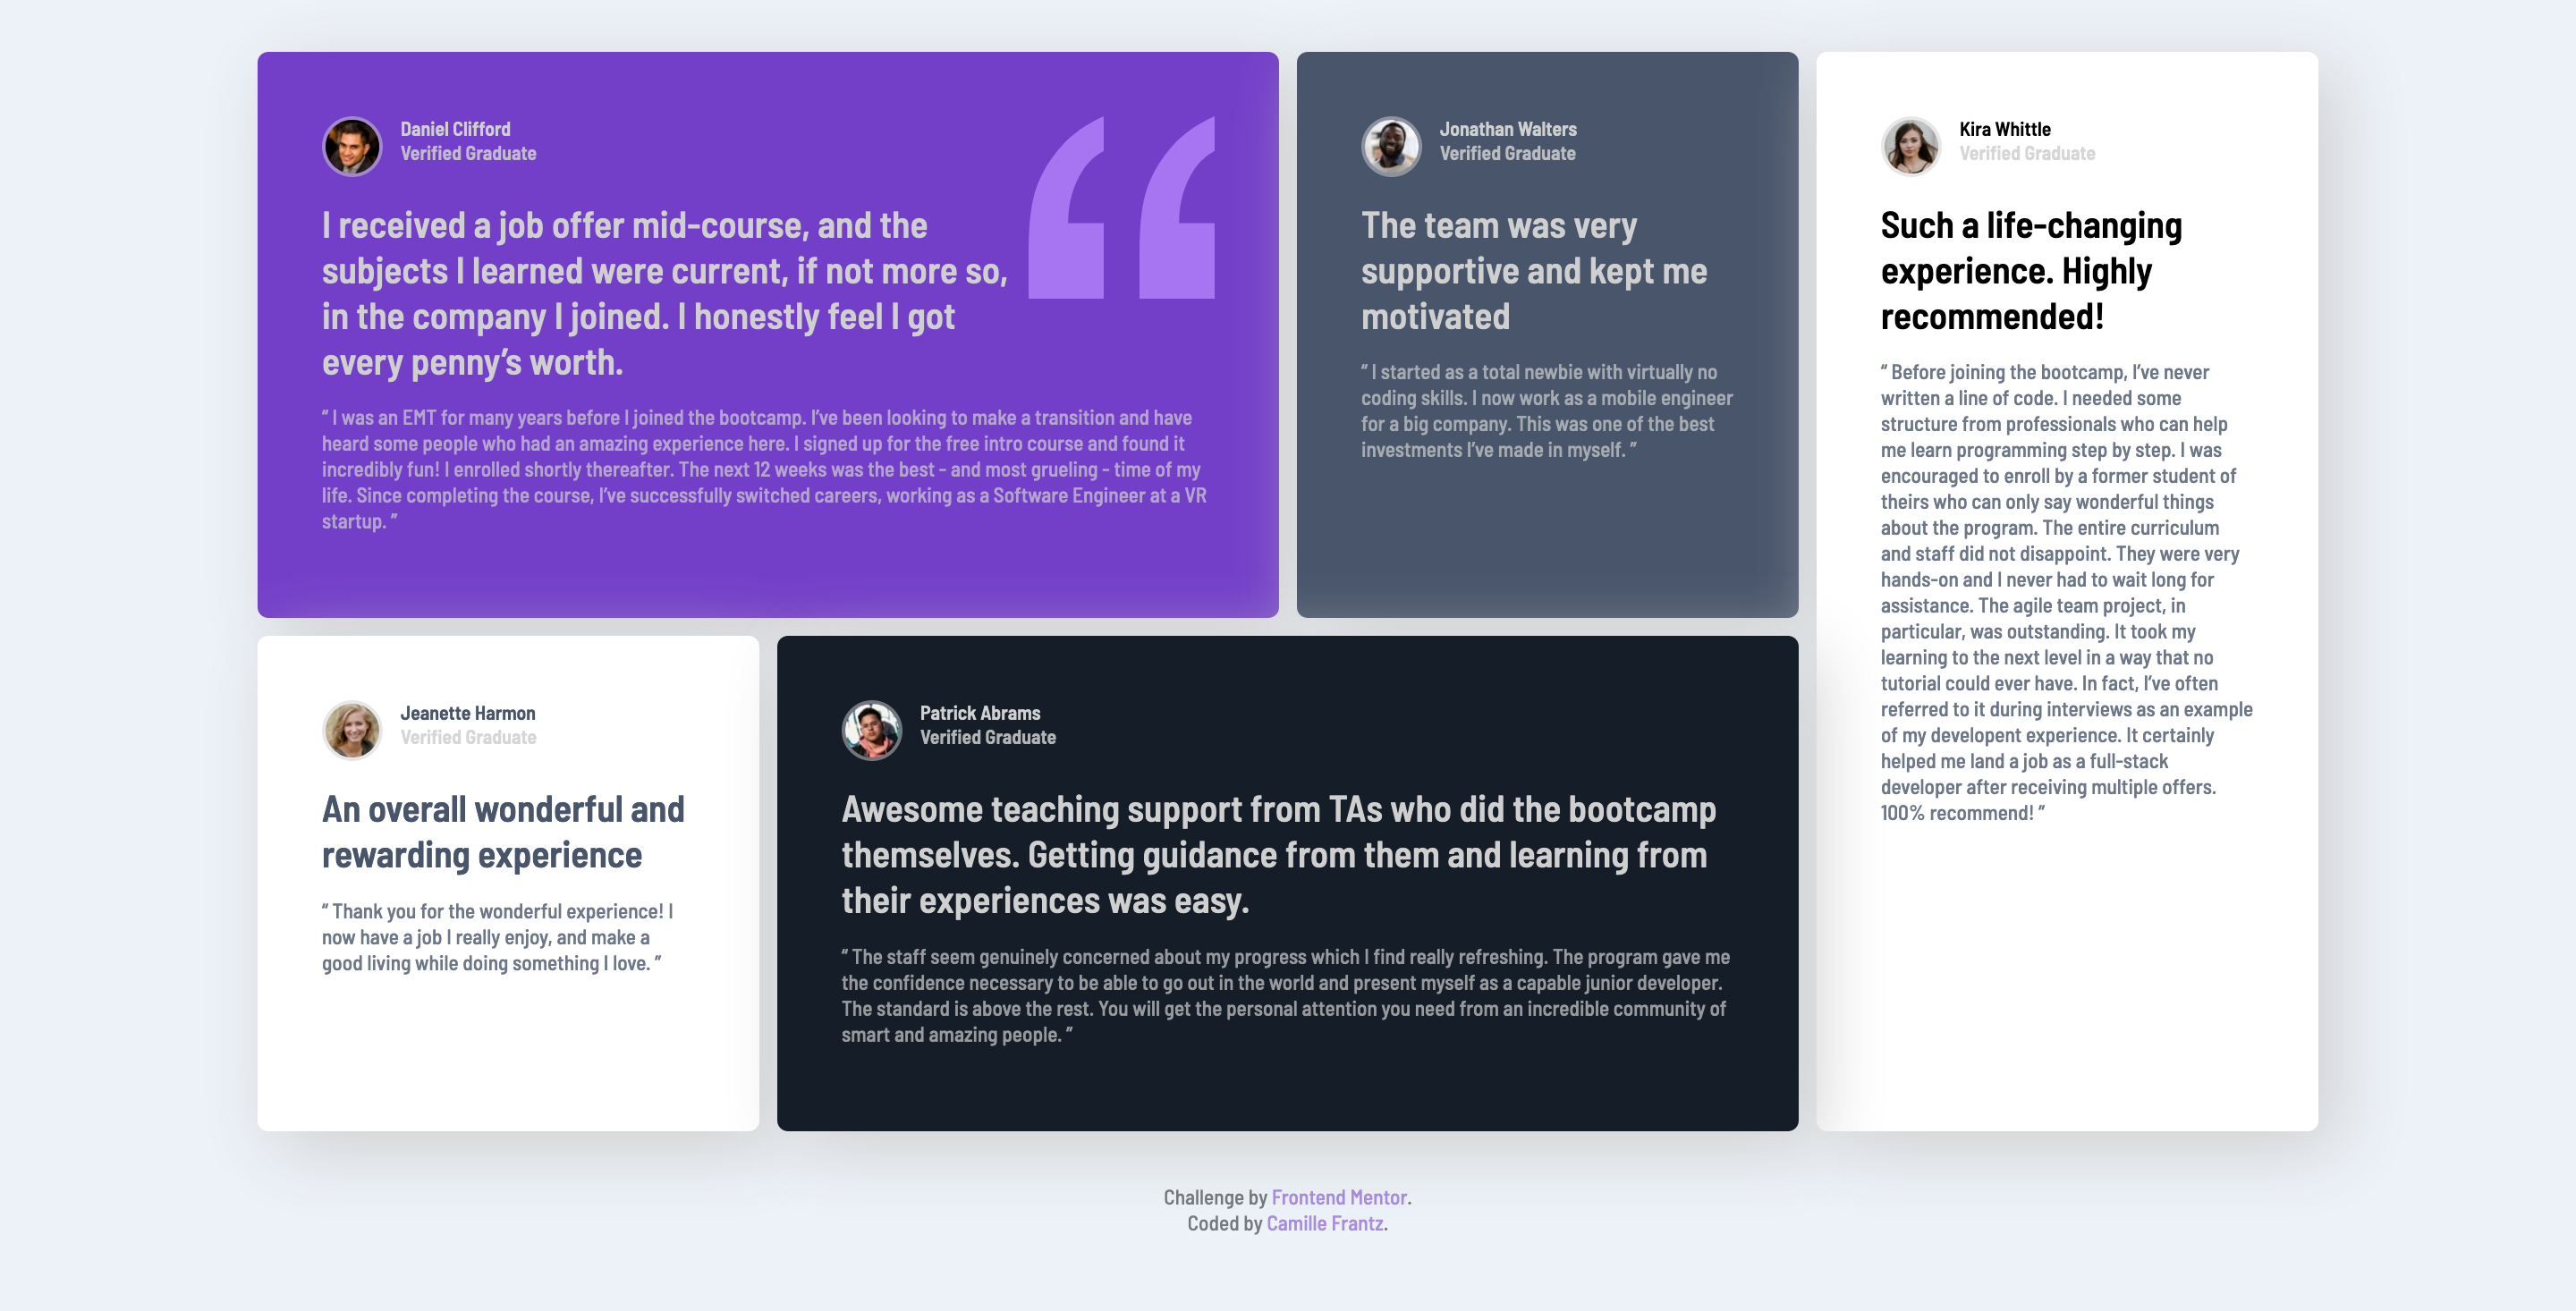 Daniel Clifford
Verified Graduate
I received a job offer mid-course, and the
subjects I learned were current, if not more so,
in the company I joined. I honestly feel I got
every penny’s worth.
“ I was an EMT for many years before I joined the bootcamp. I’ve been looking to make a transition and have
heard some people who had an amazing experience here. I signed up for the free intro course and found it
incredibly fun! I enrolled shortly thereafter. The next 12 weeks was the best - and most grueling - time of my
life. Since completing the course, I’ve successfully switched careers, working as a Software Engineer at a VR
startup. ”
Jonathan Walters
Verified Graduate
The team was very
supportive and kept me
motivated
“ I started as a total newbie with virtually no
coding skills. I now work as a mobile engineer
for a big company. This was one of the best
investments I’ve made in myself. ”
Kira Whittle
Verified Graduate
Such a life-changing
experience. Highly
recommended!
“ Before joining the bootcamp, I’ve never
written a line of code. I needed some
structure from professionals who can help
me learn programming step by step. I was
encouraged to enroll by a former student of
theirs who can only say wonderful things
about the program. The entire curriculum
and staff did not disappoint. They were very
hands-on and I never had to wait long for
assistance. The agile team project, in
particular, was outstanding. It took my
learning to the next level in a way that no
tutorial could ever have. In fact, I’ve often
referred to it during interviews as an example
of my developent experience. It certainly
helped me land a job as a full-stack
developer after receiving multiple offers.
100% recommend! ”
Jeanette Harmon
Verified Graduate
An overall wonderful and
rewarding experience
“ Thank you for the wonderful experience! I
now have a job I really enjoy, and make a
good living while doing something I love. ”
Patrick Abrams
Verified Graduate
Awesome teaching support from TAs who did the bootcamp
themselves. Getting guidance from them and learning from
their experiences was easy.
“ The staff seem genuinely concerned about my progress which I find really refreshing. The program gave me
the confidence necessary to be able to go out in the world and present myself as a capable junior developer.
The standard is above the rest. You will get the personal attention you need from an incredible community of
smart and amazing people. ”
Challenge by Frontend Mentor.
Coded by Camille Frantz.